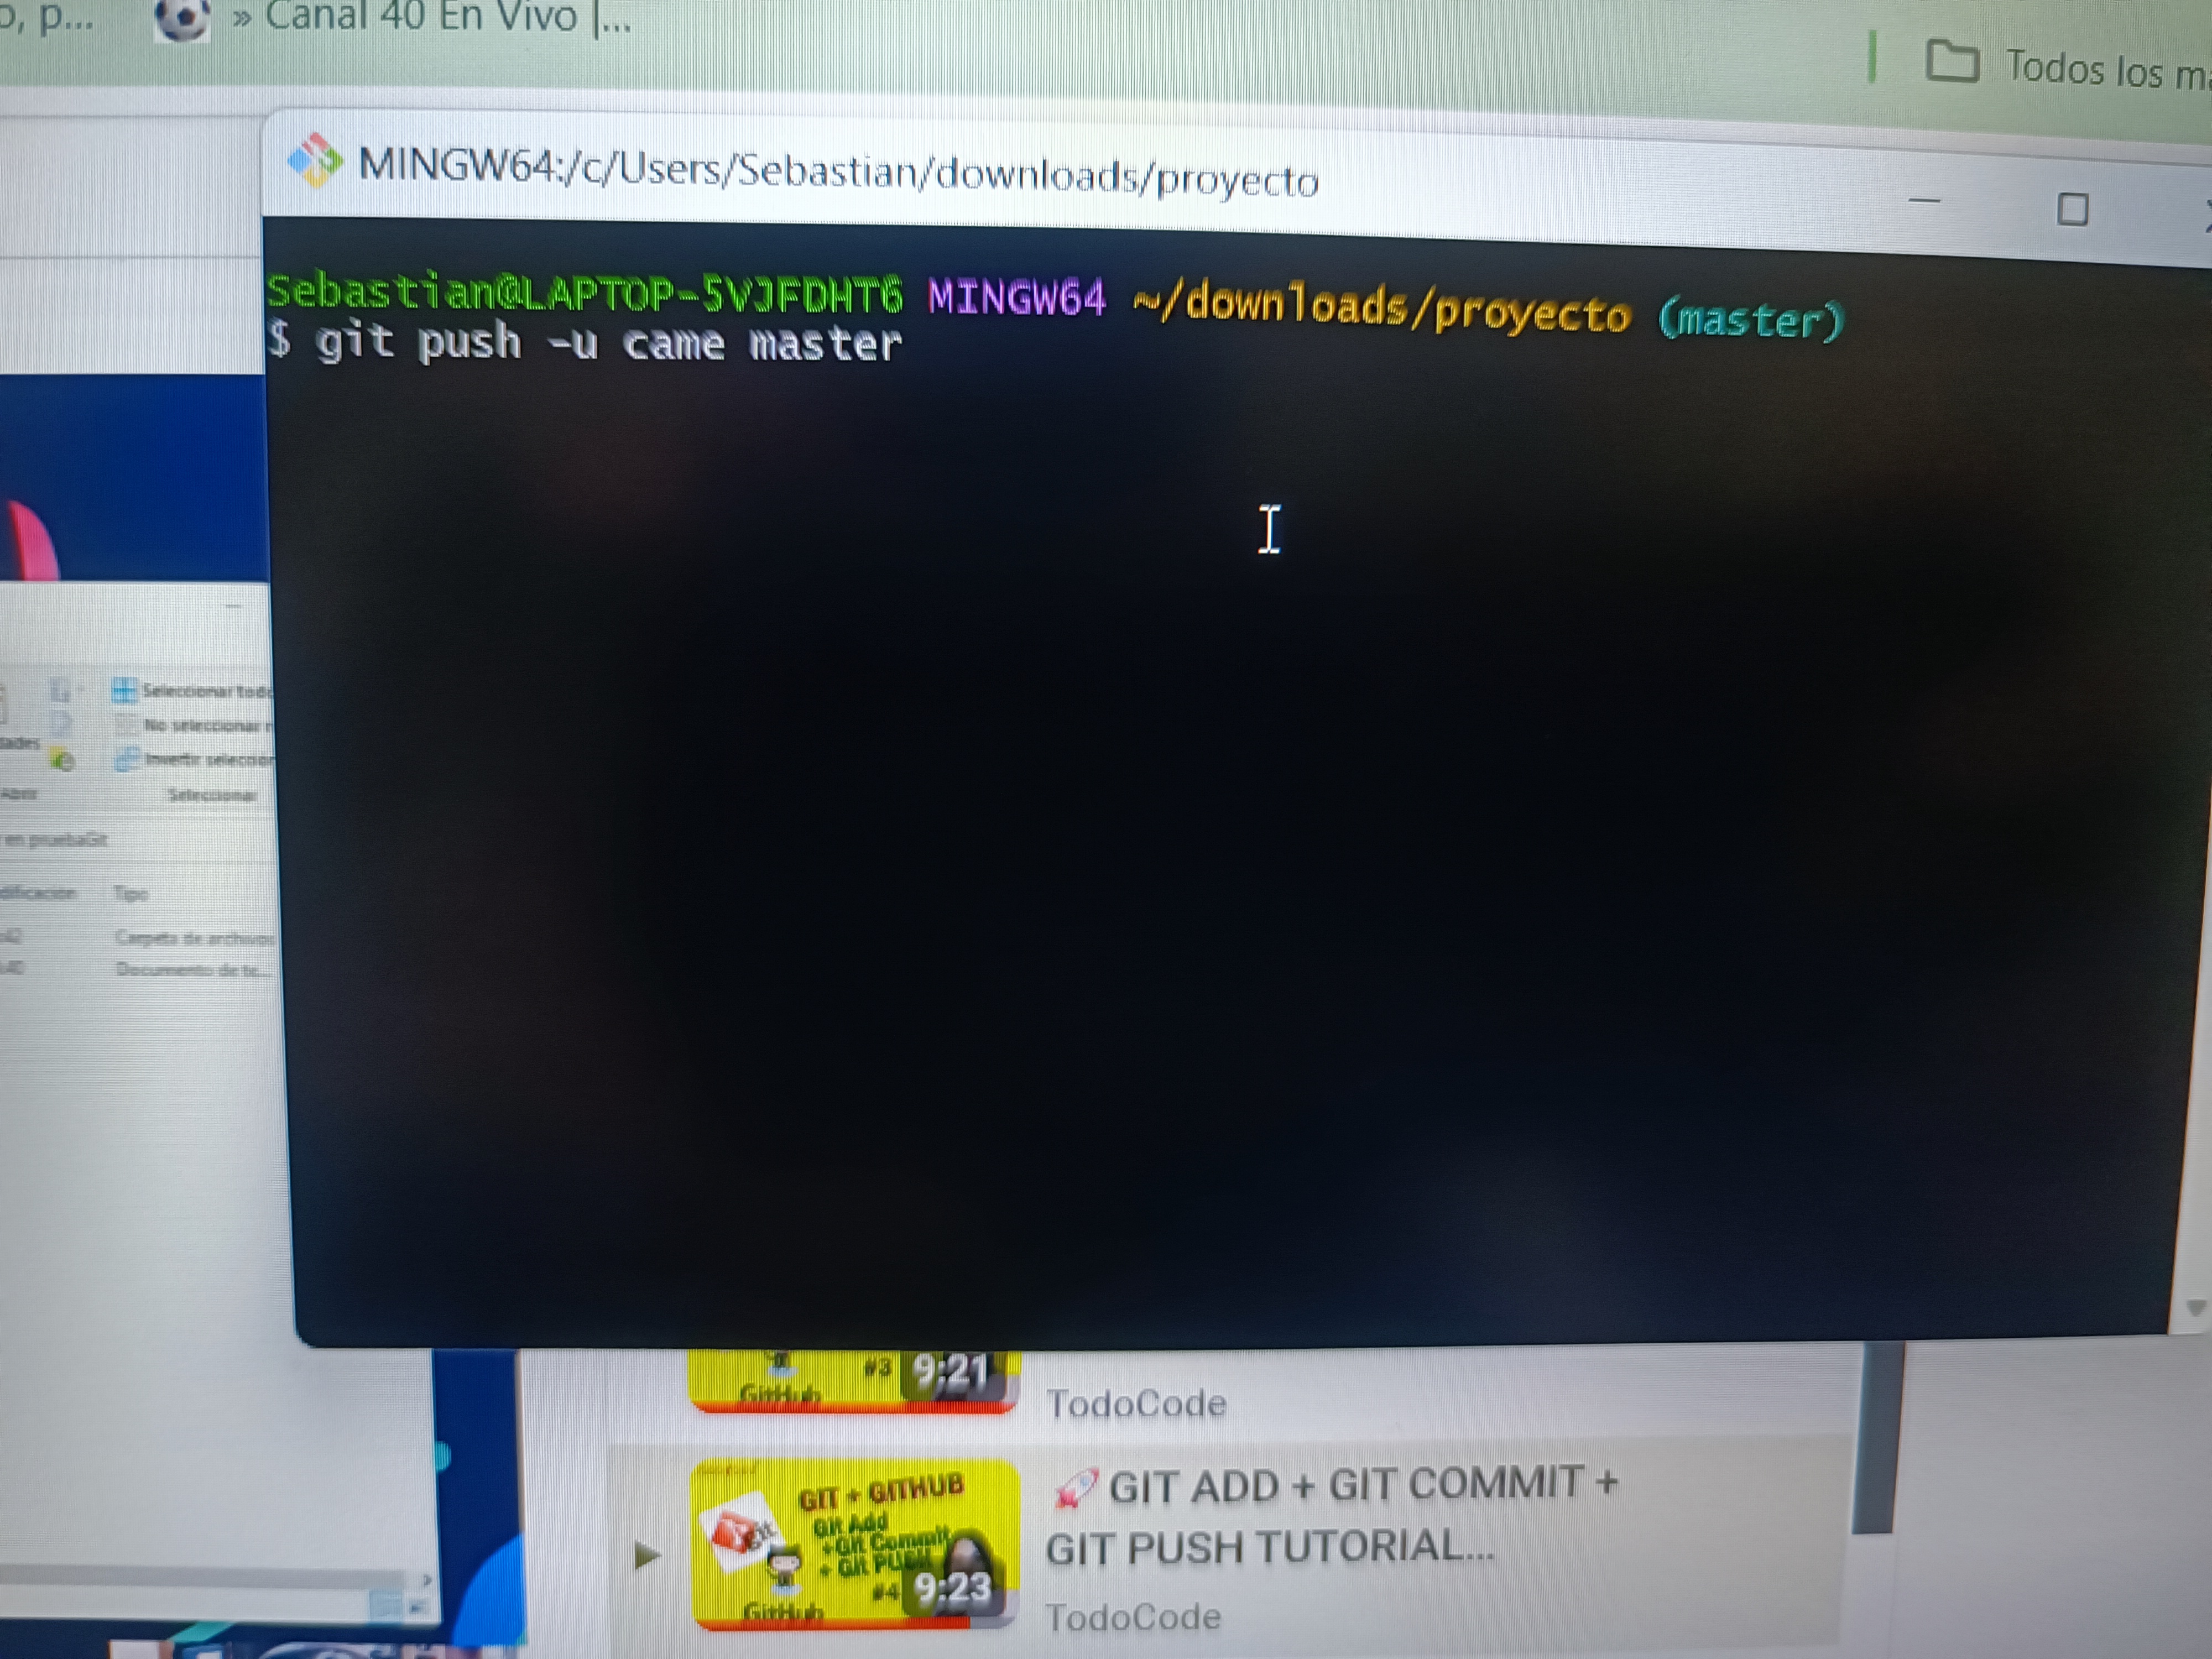 o, p...
» Canal 40 En Vivo |...
Todos los ma
MINGW64:/c/Users/Sebastian/downloads/proyecto
Sebastian@LAPTOP-5VJFDHT6 MINGW64 ~/downloads/proyecto (master)
$ git push -u came master
Seleccionar todo
No seleccionar n
Invertir selección
Abrir
Seleccionar
en pruebaGit
dificación
Tipo
Carpeta de archivos
Documento de te...
GitHub
#3
9:21
TodoCode
GIT + GITHUB
Git Add
+Git Commit
+ Git PUSH
#4
9:23
GitHub
GIT ADD + GIT COMMIT +
GIT PUSH TUTORIAL...
TodoCode